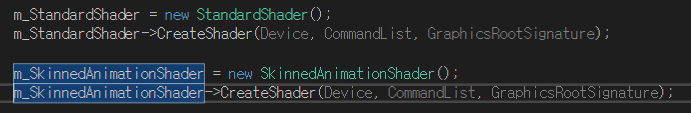 m_StandardShader = new StandardShader();
m_StandardShader->CreateShader(Device, CommandList, GraphicsRootSignature);
m_SkinnedAnimationShader = new SkinnedAnimationShader();
m_SkinnedAnimationShader->CreateShader(Device, CommandList, GraphicsRootSignature);